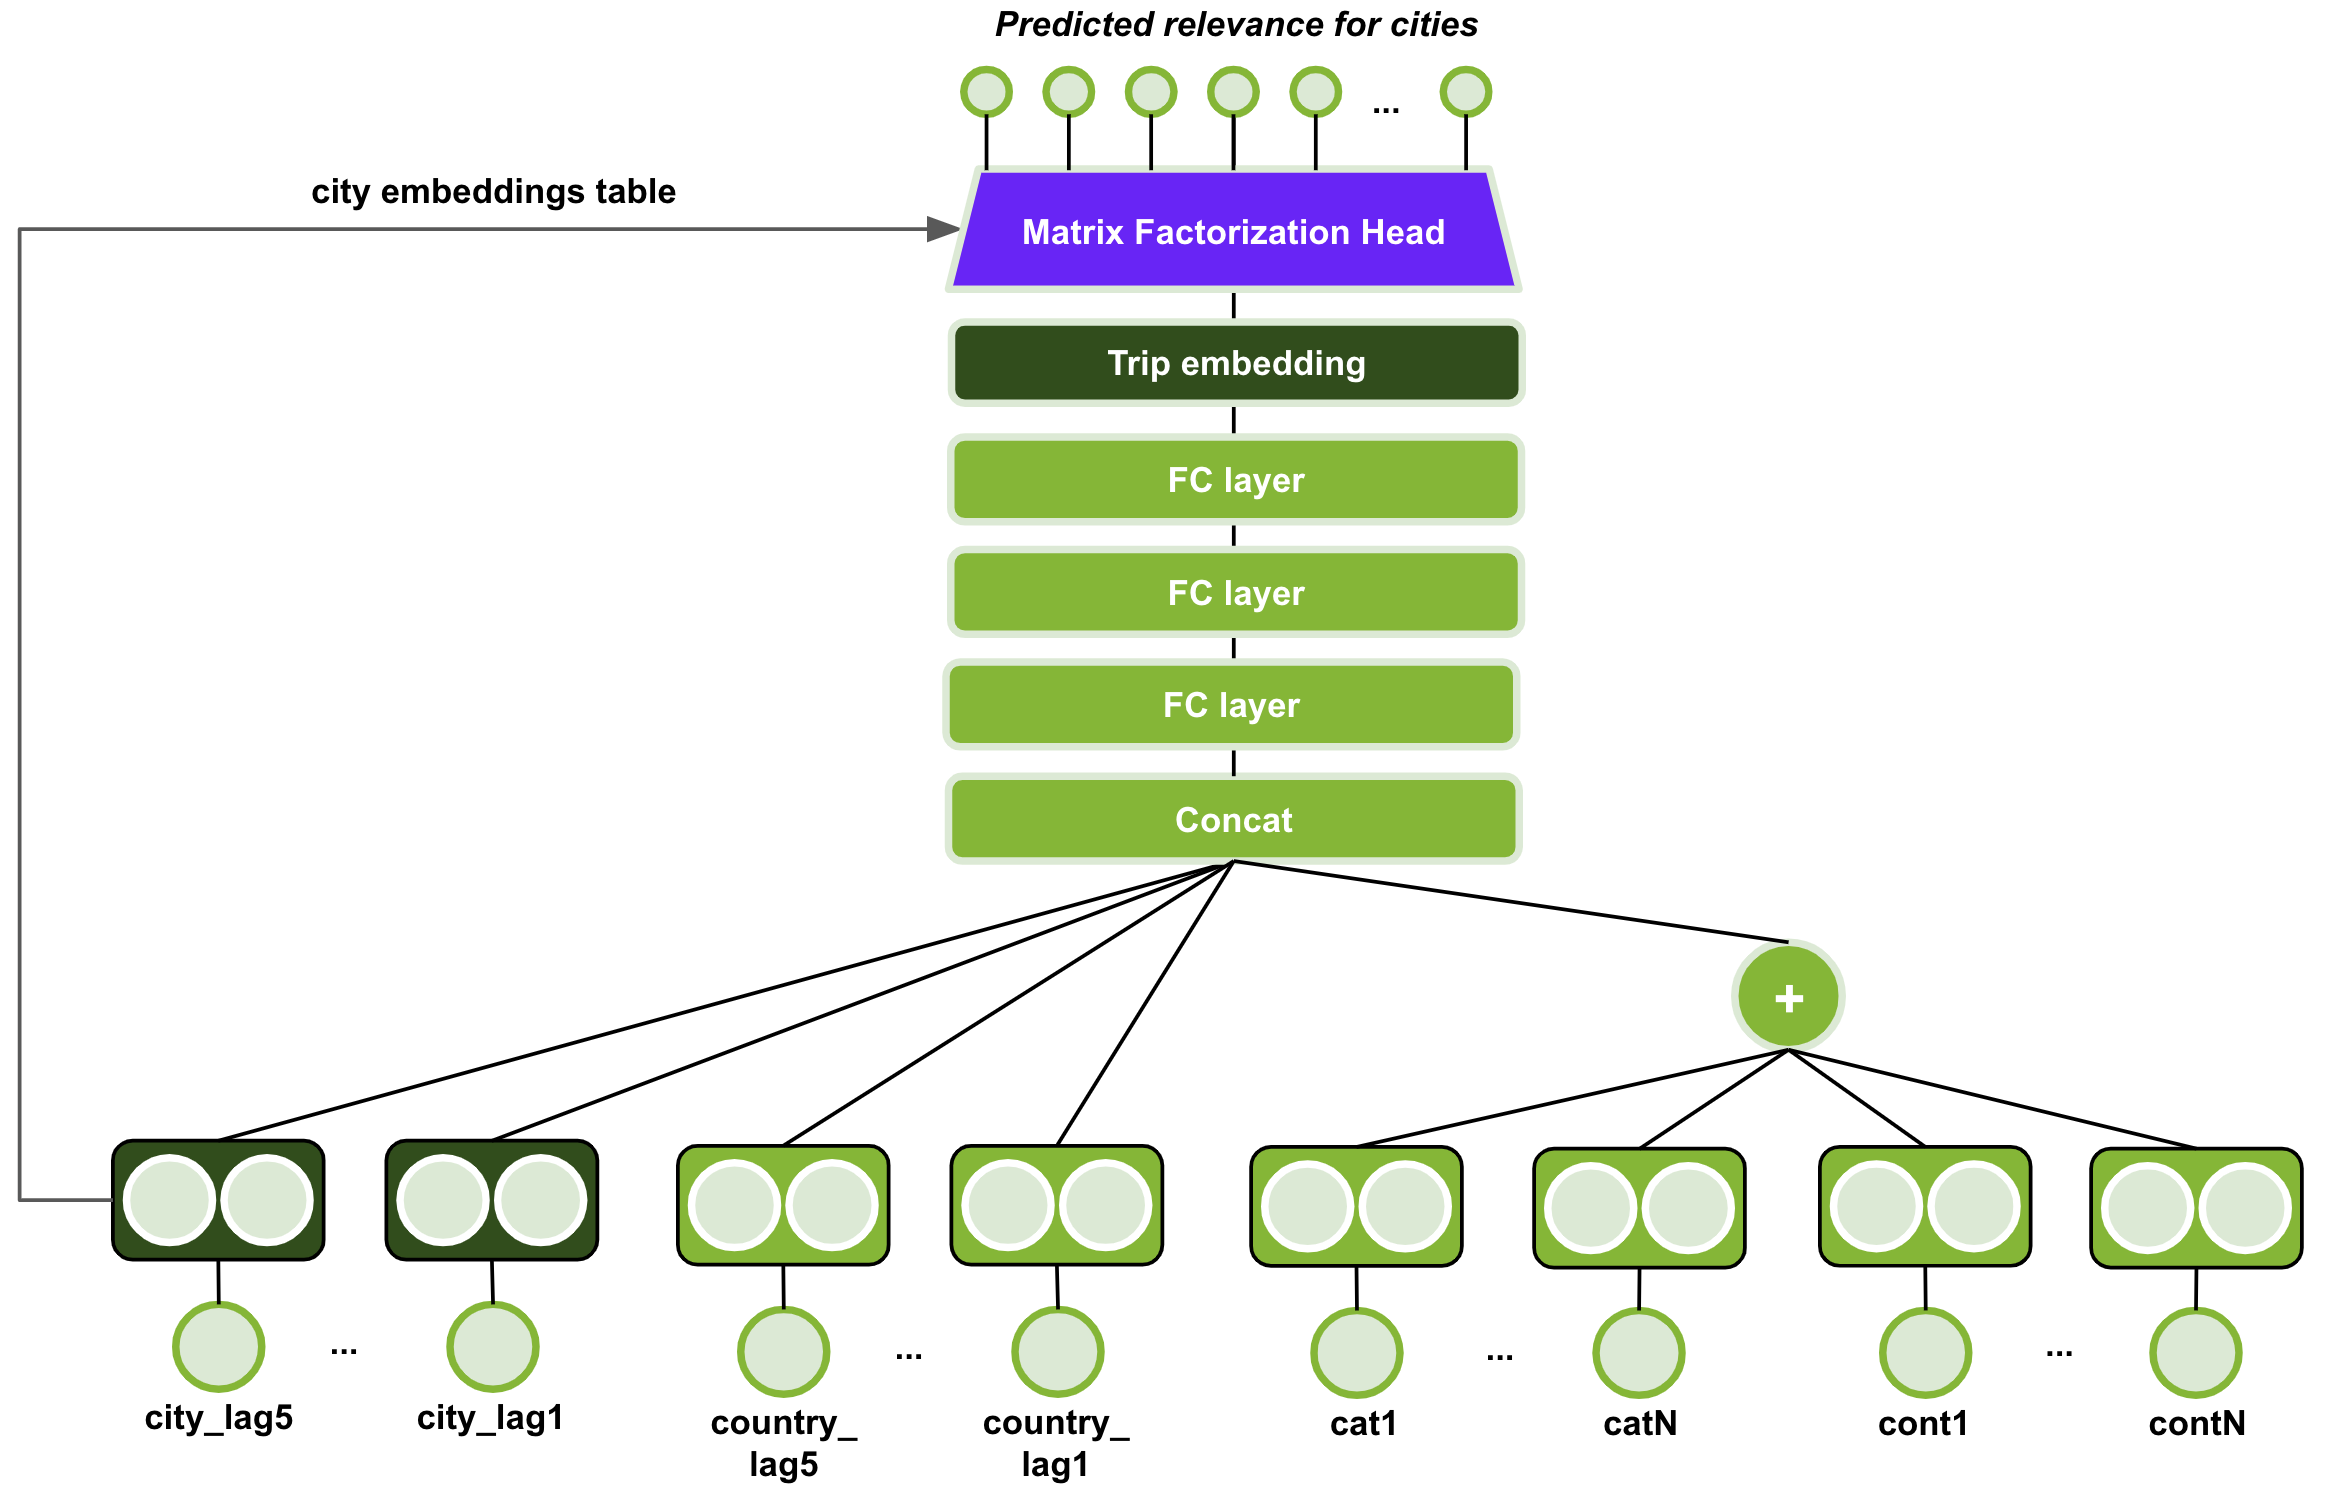 Predicted relevance for cities
...
city embeddings table
Matrix Factorization Head
Trip embedding
FC layer
FC layer
FC layer
Concat
+
... ... ... ...
city_lag5 city_lag1 country_ country_ cat1 catN cont1 contN
lag5 lag1